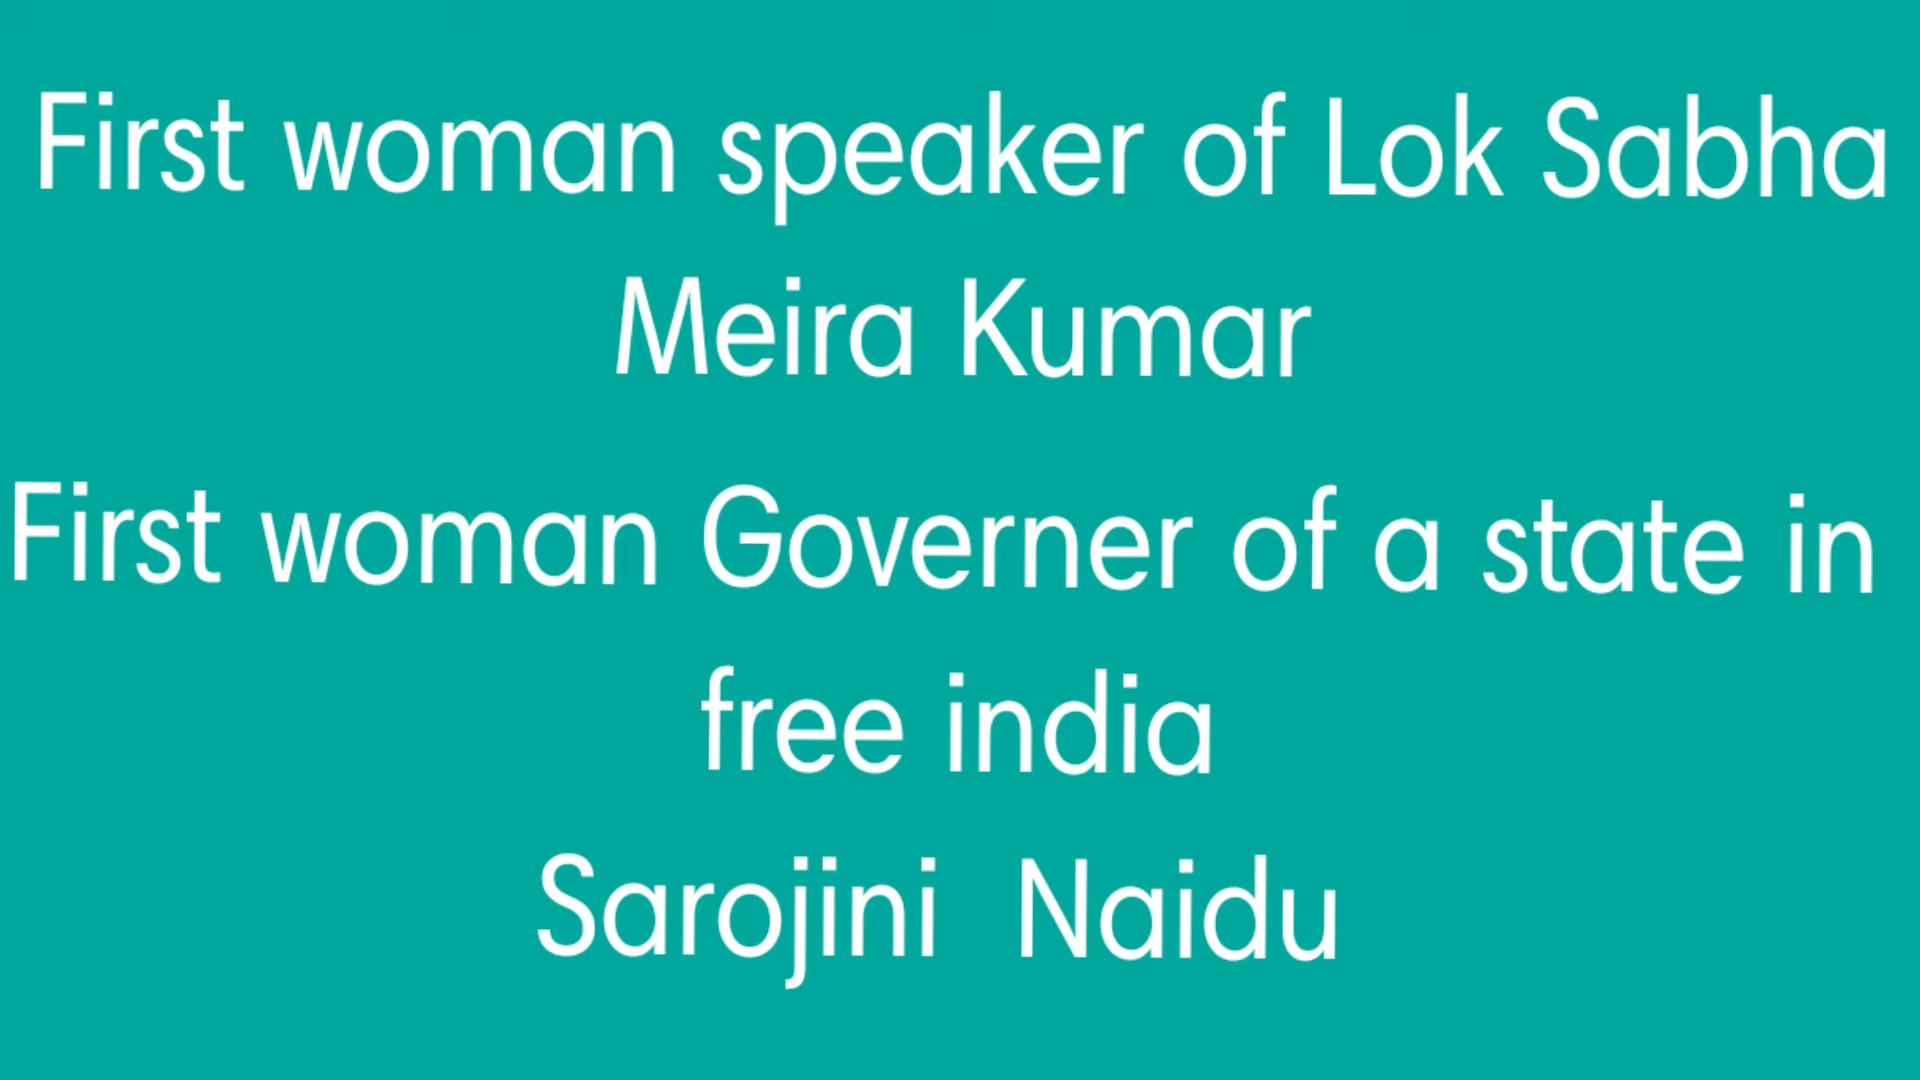 First woman speaker of Lok Sabha
Meira Kumar
First woman Governer of a state in
free india
Sarojini Naidu